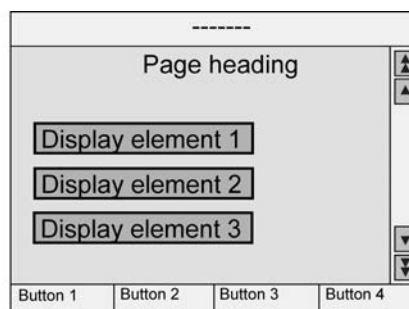 -------
Page heading
Display element 1
Display element 2
Display element 3
Button 1 Button 2 Button 3 Button 4